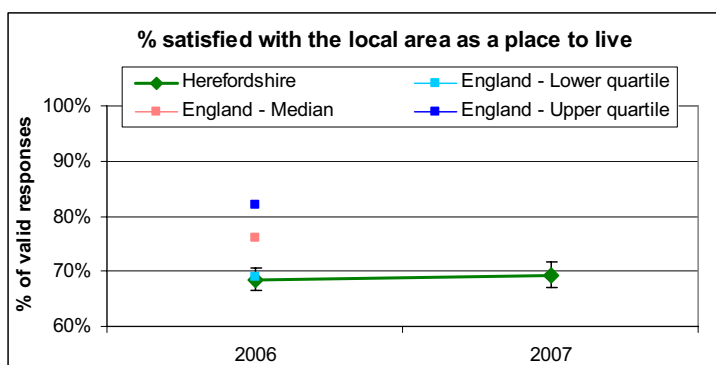 % satisfied with the local area as a place to live
Herefordshire
England - Lower quartile
England - Median
England - Upper quartile
% of valid responses
100%
90%
80%
70%
60%
2006
2007